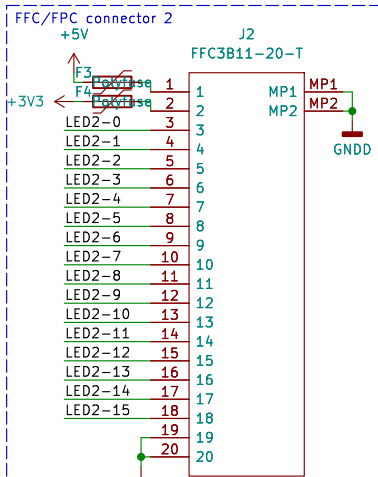 FFC/FPC connector 2
+5V
J2
FFC3B11-20-T
F3
Polyfuse
1
1
MP1
MP1
+3V3
F4
Polyfuse
2
2
MP2
MP2
GNDD
LED2-0
3
3
LED2-1
4
4
LED2-2
5
5
LED2-3
6
6
LED2-4
7
7
LED2-5
8
8
LED2-6
9
9
LED2-7
10
10
LED2-8
11
11
LED2-9
12
12
LED2-10
13
13
LED2-11
14
14
LED2-12
15
15
LED2-13
16
16
LED2-14
17
17
LED2-15
18
18
19
19
20
20